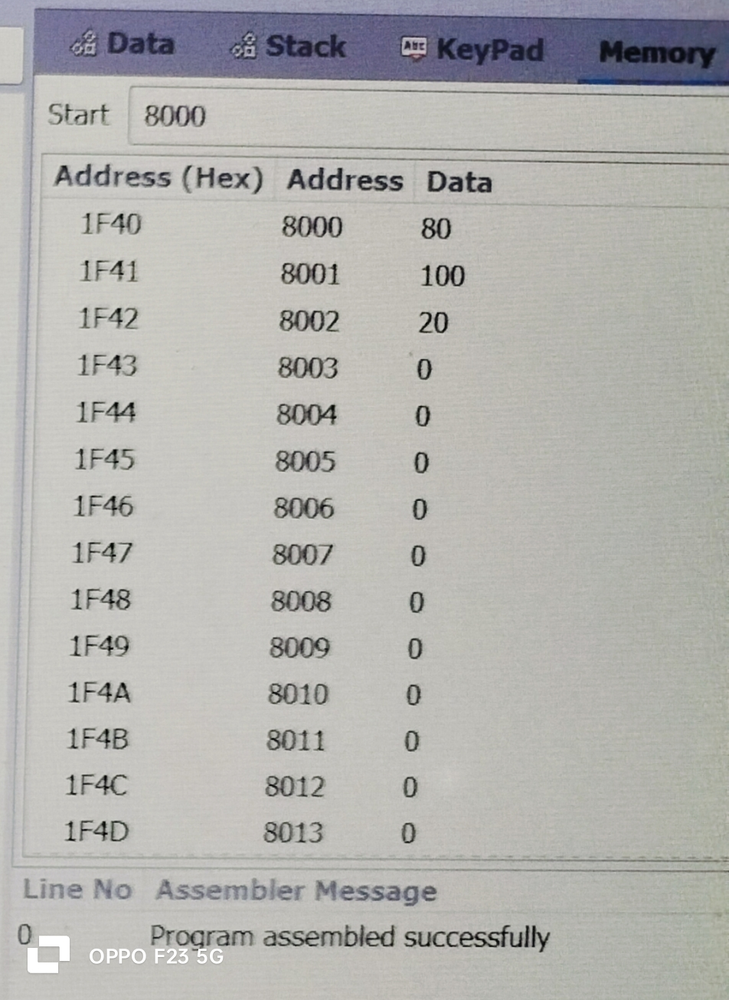 Data Stack KeyPad Memory
Start 8000
Address (Hex) Address Data
1F40 8000 80
1F41 8001 100
1F42 8002 20
1F43 8003 0
1F44 8004 0
1F45 8005 0
1F46 8006 0
1F47 8007 0
1F48 8008 0
1F49 8009 0
1F4A 8010 0
1F4B 8011 0
1F4C 8012 0
1F4D 8013 0
Line No Assembler Message
0 Program assembled successfully
OPPO F23 5G